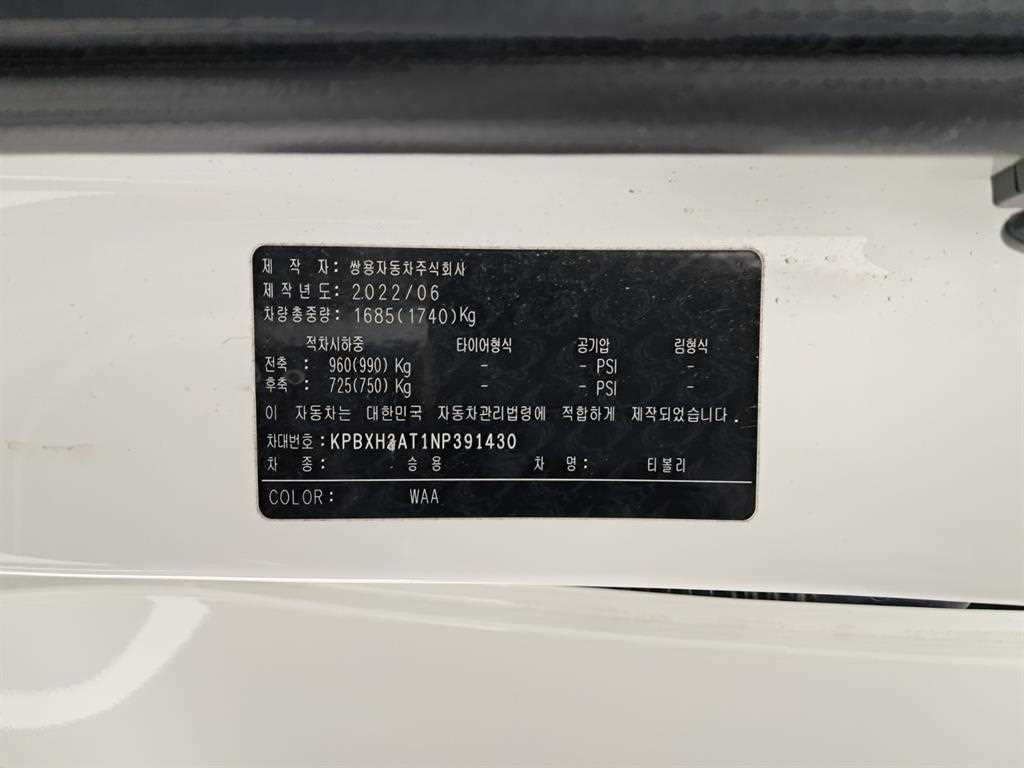 제 작 자: 쌍용자동차주식회사
제작년도: 2022/06
차량총중량: 1685(1740)Kg
적차시하중 타이어형식 공기압 림형식
전축 : 960(990) Kg - - PSI -
후축 : 725(750) Kg - - PSI -
이 자동차는 대한민국 자동차관리법령에 적합하게 제작되었습니다.
차대번호: KPBXH2AT1NP391430
차 종: 승 용 차 명: 티볼리
COLOR: WAA